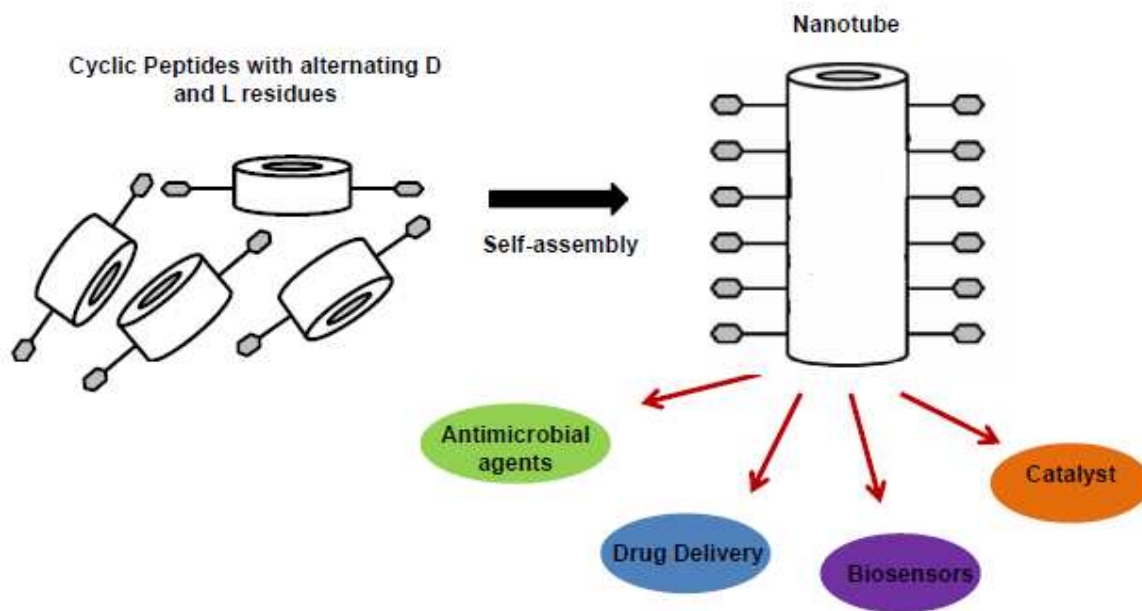 Nanotube
Cyclic Peptides with alternating D
and L residues
Self-assembly
Antimicrobial
agents
Catalyst
Drug Delivery
Biosensors